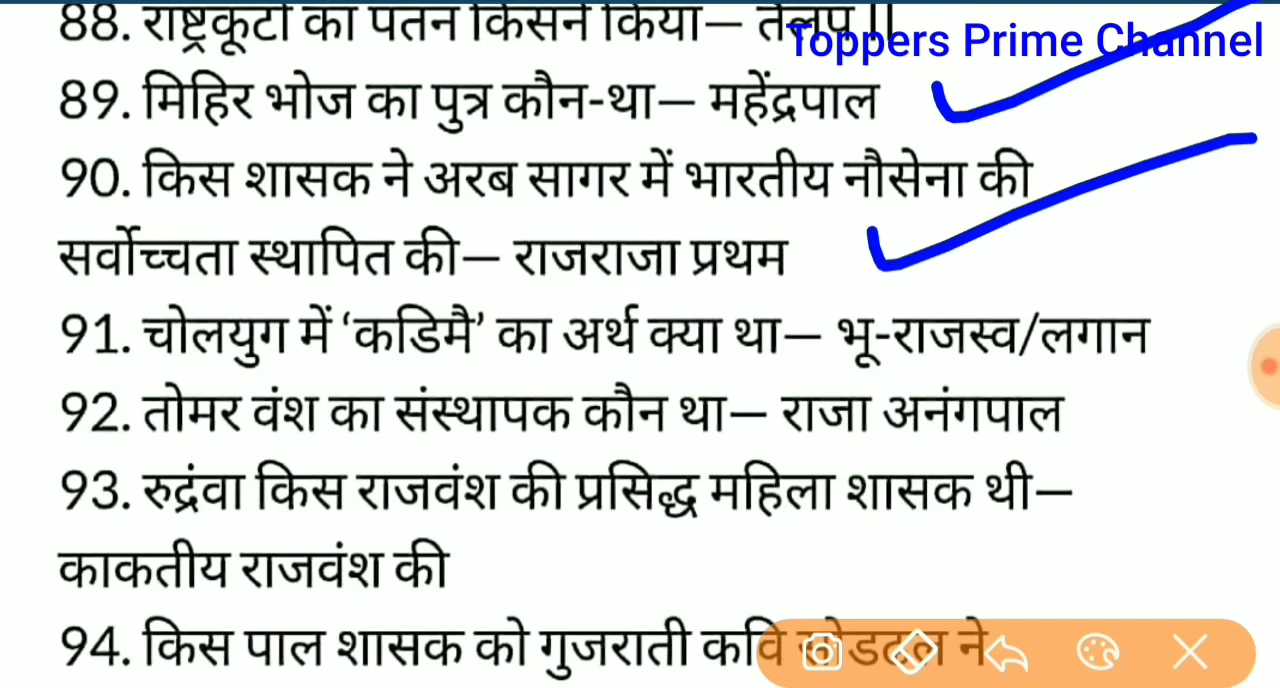 88. राष्ट्रकूटों का पतन किसने किया— तैलप II
Toppers Prime Channel
89. मिहिर भोज का पुत्र कौन-था— महेंद्रपाल
90. किस शासक ने अरब सागर में भारतीय नौसेना की
सर्वोच्चता स्थापित की— राजराजा प्रथम
91. चोलयुग में ‘कडिमै’ का अर्थ क्या था— भू-राजस्व/लगान
92. तोमर वंश का संस्थापक कौन था— राजा अनंगपाल
93. रुद्रंवा किस राजवंश की प्रसिद्ध महिला शासक थी—
काकतीय राजवंश की
94. किस पाल शासक को गुजराती कवि ने